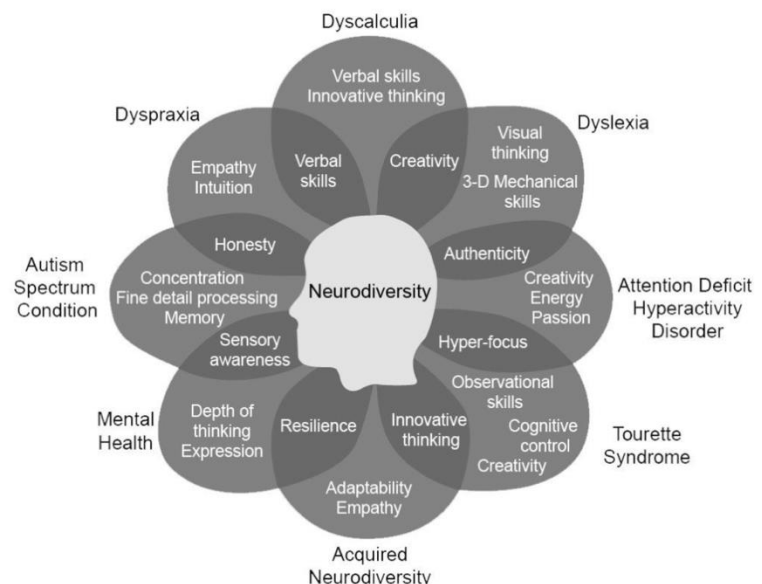 Dyscalculia
Verbal skills
Innovative thinking
Dyspraxia
Dyslexia
Empathy
Intuition
Verbal
skills
Creativity
Visual
thinking
3-D Mechanical
skills
Honesty
Neurodiversity
Authenticity
Autism
Spectrum
Condition
Concentration
Fine detail processing
Memory
Creativity
Energy
Passion
Attention Deficit
Hyperactivity
Disorder
Sensory
awareness
Hyper-focus
Mental
Health
Depth of
thinking
Expression
Resilience
Innovative
thinking
Observational
skills
Cognitive
control
Creativity
Tourette
Syndrome
Adaptability
Empathy
Acquired
Neurodiversity